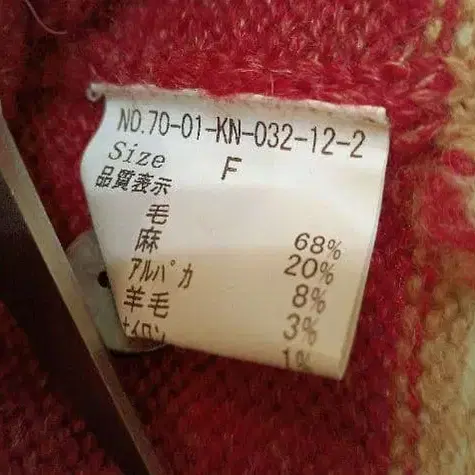 NO.70-01-KN-032-12-2
Size F
品質表示
毛 68%
麻 20%
アルパカ 8%
羊毛 3%
ナイロン 1%